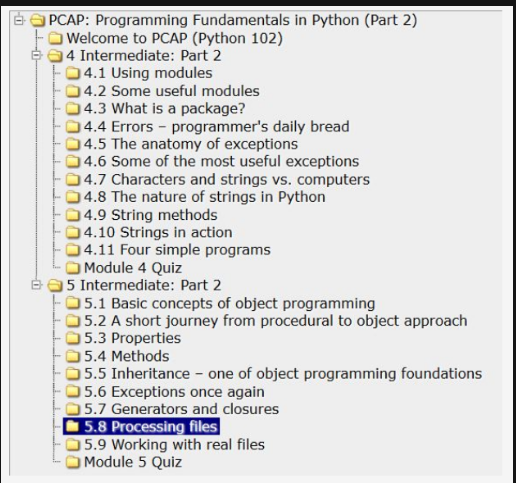 PCAP: Programming Fundamentals in Python (Part 2)
Welcome to PCAP (Python 102)
4 Intermediate: Part 2
4.1 Using modules
4.2 Some useful modules
4.3 What is a package?
4.4 Errors – programmer's daily bread
4.5 The anatomy of exceptions
4.6 Some of the most useful exceptions
4.7 Characters and strings vs. computers
4.8 The nature of strings in Python
4.9 String methods
4.10 Strings in action
4.11 Four simple programs
Module 4 Quiz
5 Intermediate: Part 2
5.1 Basic concepts of object programming
5.2 A short journey from procedural to object approach
5.3 Properties
5.4 Methods
5.5 Inheritance – one of object programming foundations
5.6 Exceptions once again
5.7 Generators and closures
5.8 Processing files
5.9 Working with real files
Module 5 Quiz